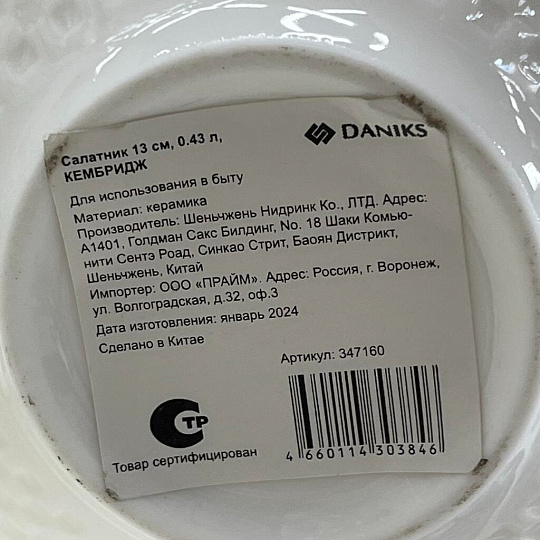 DANIKS
Салатник 13 см, 0.43 л,
КЕМБРИДЖ
Для использования в быту
Материал: керамика
Производитель: Шеньчжень Нидринк Ко., ЛТД. Адрес:
А1401, Голдман Сакс Билдинг, No. 18 Шаки Комью-
нити Сентэ Роад, Синкао Стрит, Баоян Дистрикт,
Шеньчжень, Китай
Импортер: ООО «ПРАЙМ». Адрес: Россия, г. Воронеж,
ул. Волгоградская, д.32, оф.3
Дата изготовления: январь 2024
Сделано в Китае
Артикул: 347160
СТР
Товар сертифицирован
4 660114 303846